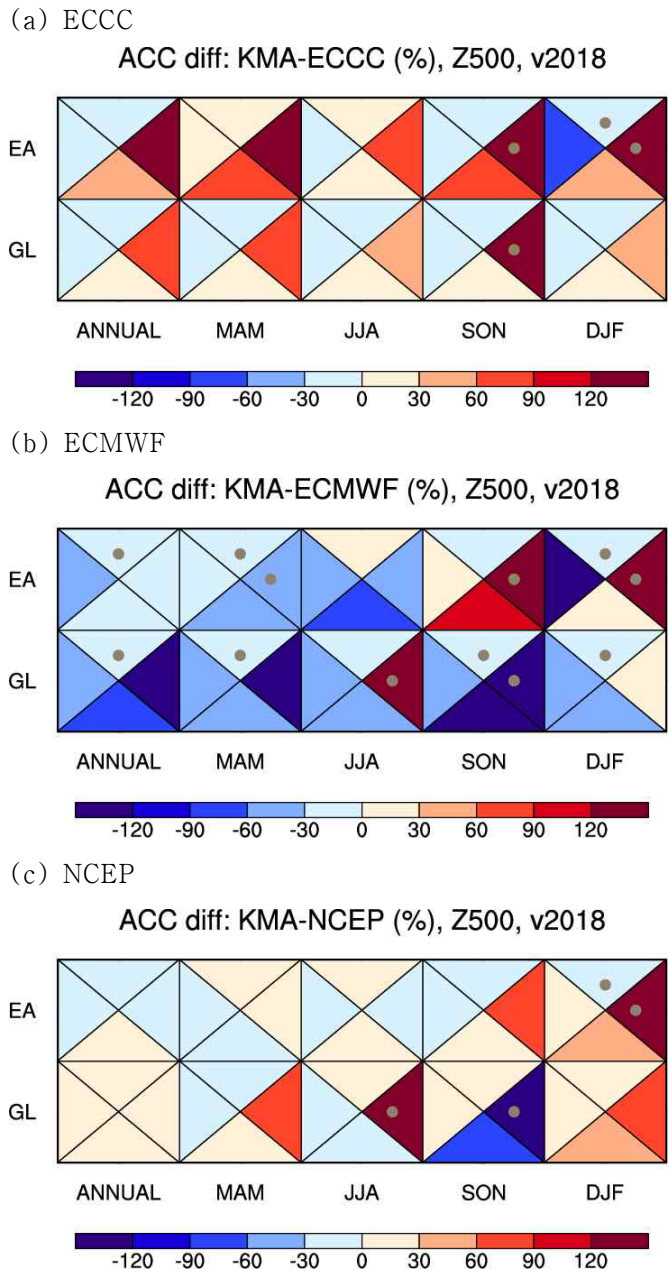 (a) ECCC
ACC diff: KMA-ECCC (%), Z500, v2018
EA
GL
ANNUAL MAM JJA SON DJF
-120 -90 -60 -30 0 30 60 90 120
(b) ECMWF
ACC diff: KMA-ECMWF (%), Z500, v2018
EA
GL
ANNUAL MAM JJA SON DJF
-120 -90 -60 -30 0 30 60 90 120
(c) NCEP
ACC diff: KMA-NCEP (%), Z500, v2018
EA
GL
ANNUAL MAM JJA SON DJF
-120 -90 -60 -30 0 30 60 90 120